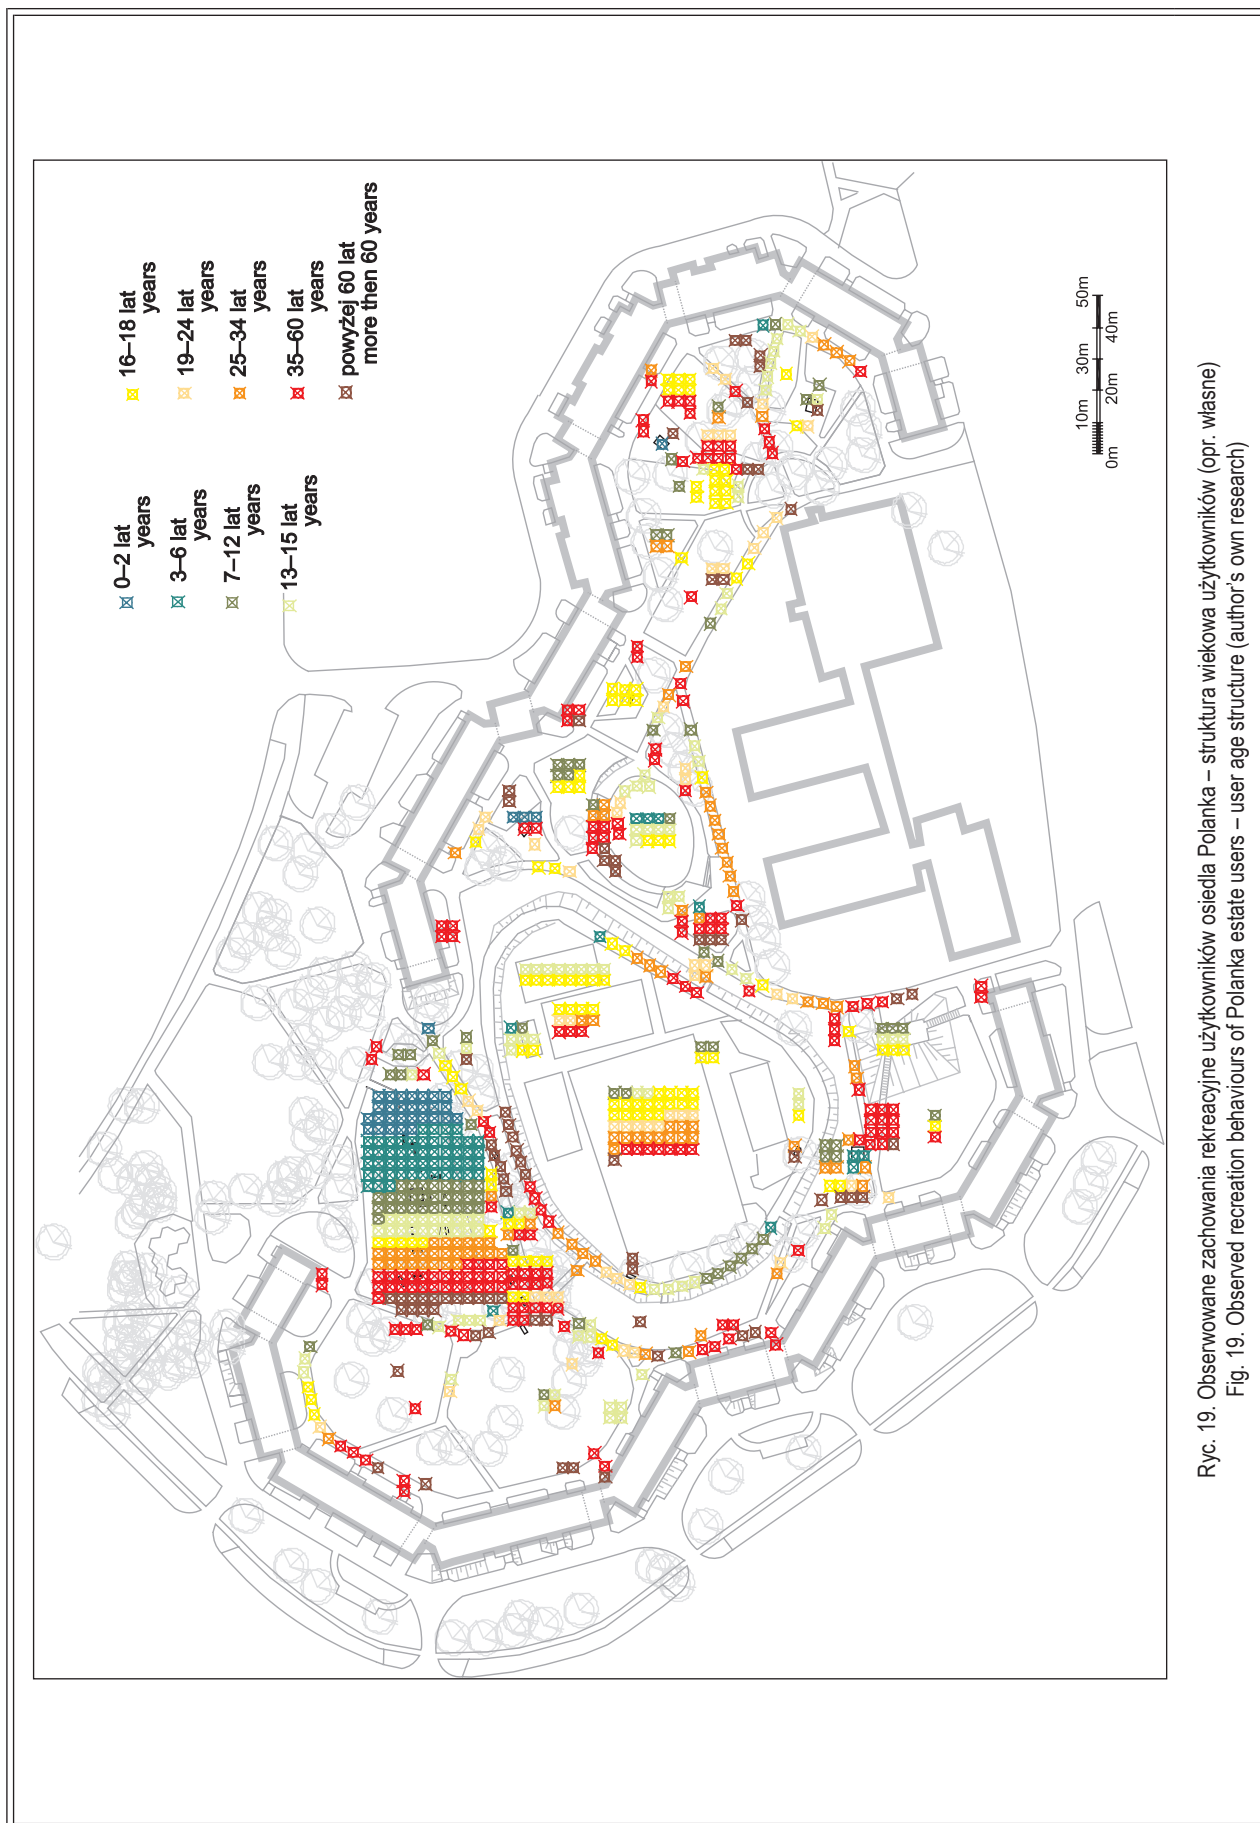 0–2 lat
years
3–6 lat
years
7–12 lat
years
13–15 lat
years
16–18 lat
years
19–24 lat
years
25–34 lat
years
35–60 lat
years
powyżej 60 lat
more then 60 years
0m 10m 20m 30m 40m 50m
Ryc. 19. Obserwowane zachowania rekreacyjne użytkowników osiedla Polanka – struktura wiekowa użytkowników (opr. własne)
Fig. 19. Observed recreation behaviours of Polanka estate users – user age structure (author's own research)